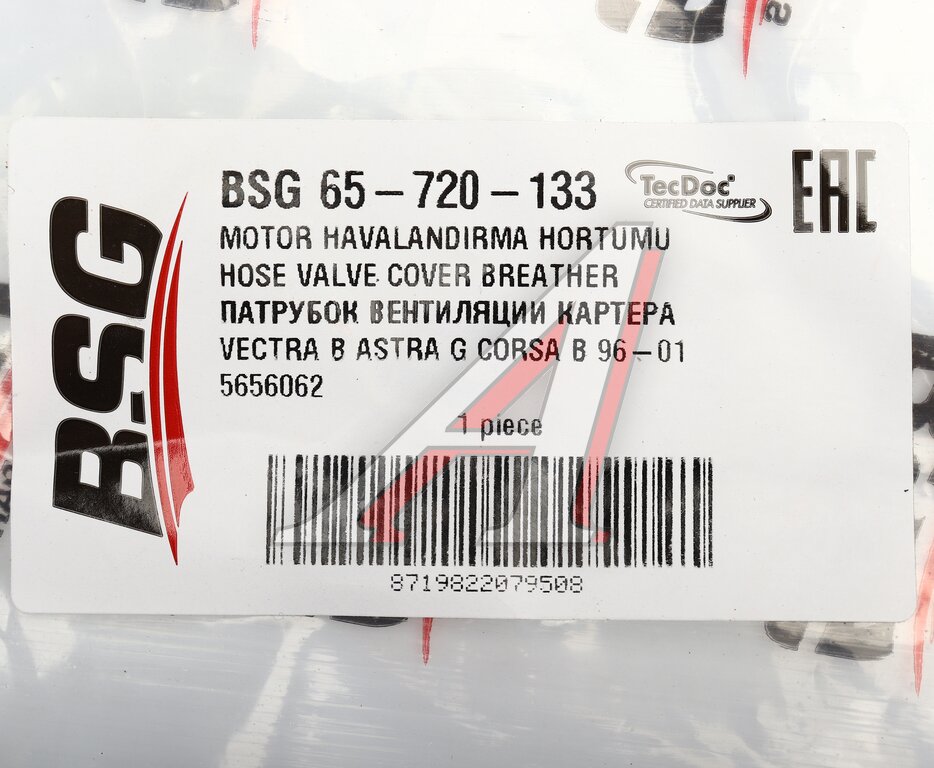 BSG
BSG 65-720-133
TecDoc
CERTIFIED DATA SUPPLIER
EAC
MOTOR HAVALANDIRMA HORTUMU
HOSE VALVE COVER BREATHER
ПАТРУБОК ВЕНТИЛЯЦИИ КАРТЕРА
VECTRA B ASTRA G CORSA B 96-01
5656062
1 piece
8719822079508